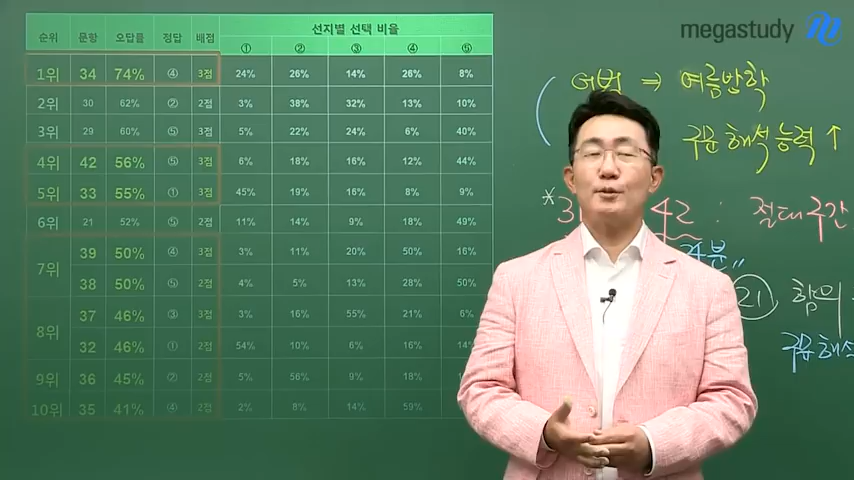 megastudy
순위 문항 오답률 정답 배점 선지별 선택 비율
① ② ③ ④ ⑤
1위 34 74% ④ 3점 24% 26% 14% 26% 8%
2위 30 62% ② 2점 3% 38% 32% 13% 10%
3위 29 60% ⑤ 2점 5% 22% 24% 6% 40%
4위 42 56% ⑤ 3점 6% 18% 16% 12% 44%
5위 33 55% ① 3점 45% 19% 16% 8% 9%
6위 21 52% ⑤ 2점 11% 14% 9% 18% 49%
7위 39 50% ④ 3점 3% 11% 20% 50% 16%
38 50% ⑤ 2점 4% 5% 13% 28% 50%
8위 37 46% ③ 3점 3% 16% 55% 21% 6%
32 46% ① 2점 54% 10% 6% 16%
9위 36 45% ② 2점 5% 56% 9% 18%
10위 35 41% ④ 2점 2% 8% 14% 59%
어법 → 여름방학
구문 해석 능력 ↑
* 42 : 절대 구간
분"
21 함의
구문 해석